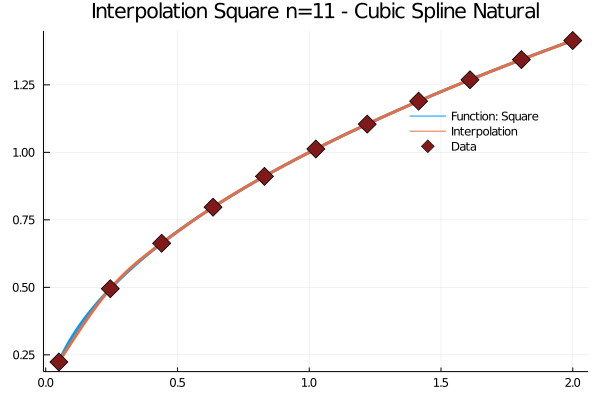 Interpolation Square n=11 - Cubic Spline Natural
1.25
1.00
0.75
0.50
0.25
Function: Square
Interpolation
Data
0.0 0.5 1.0 1.5 2.0